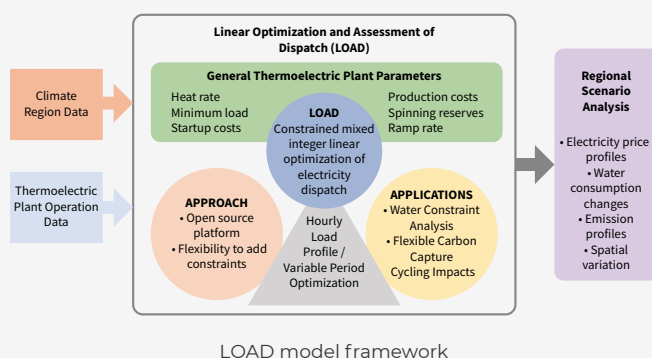 Linear Optimization and Assessment of
Dispatch (LOAD)
General Thermoelectric Plant Parameters
Heat rate
Minimum load
Startup costs
Production costs
Spinning reserves
Ramp rate
Climate
Region Data
Thermoelectric
Plant Operation
Data
LOAD
Constrained mixed
integer linear
optimization of
electricity
dispatch
APPROACH
• Open source
platform
• Flexibility to add
constraints
Hourly
Load
Profile /
Variable Period
Optimization
APPLICATIONS
• Water Constraint
Analysis
• Flexible Carbon
Capture
Cycling Impacts
Regional
Scenario
Analysis
• Electricity price
profiles
• Water
consumption
changes
• Emission
profiles
• Spatial
variation
LOAD model framework